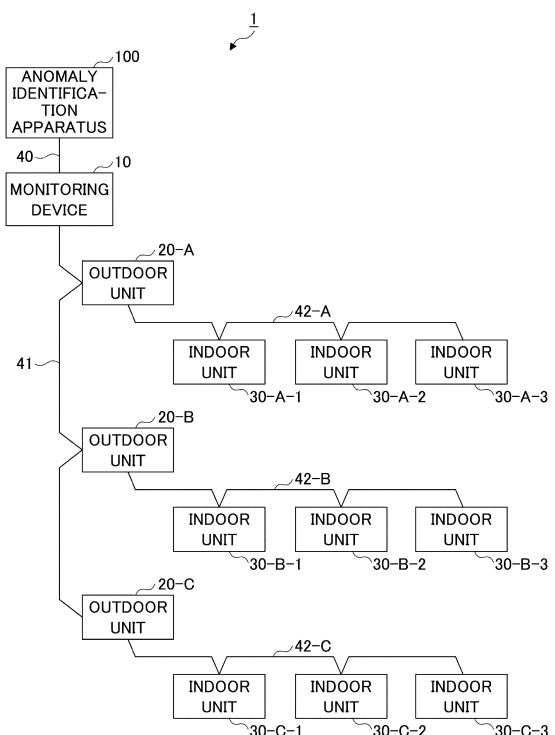 1
100
ANOMALY
IDENTIFICA-
TION
APPARATUS
40
10
MONITORING
DEVICE
20-A
OUTDOOR
UNIT
42-A
INDOOR
UNIT
INDOOR
UNIT
INDOOR
UNIT
30-A-1
30-A-2
30-A-3
41
20-B
OUTDOOR
UNIT
42-B
INDOOR
UNIT
INDOOR
UNIT
INDOOR
UNIT
30-B-1
30-B-2
30-B-3
20-C
OUTDOOR
UNIT
42-C
INDOOR
UNIT
INDOOR
UNIT
INDOOR
UNIT
30-C-1
30-C-2
30-C-3